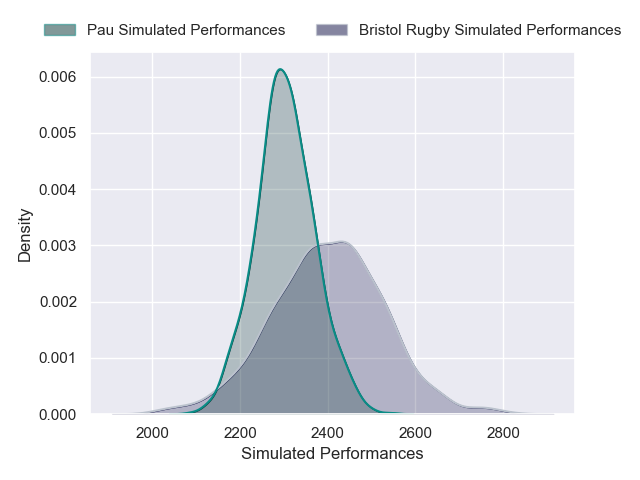 Pau Simulated Performances
Bristol Rugby Simulated Performances
0.006
0.005
0.004
0.003
0.002
0.001
0.000
Density
2000 2200 2400 2600 2800
Simulated Performances